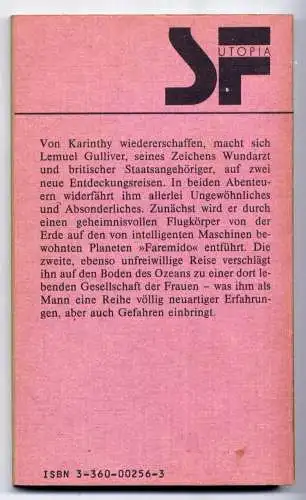 SF
UTOPIA
Von Karinthy wiedererschaffen, macht sich
Lemuel Gulliver, seines Zeichens Wundarzt
und britischer Staatsangehöriger, auf zwei
neue Entdeckungsreisen. In beiden Abenteu-
ern widerfährt ihm allerlei Ungewöhnliches
und Absonderliches. Zunächst wird er durch
einen geheimnisvollen Flugkörper von der
Erde auf den von intelligenten Maschinen be-
wohnten Planeten »Faremido« entführt. Die
zweite, ebenso unfreiwillige Reise verschlägt
ihn auf den Boden des Ozeans zu einer dort le-
benden Gesellschaft der Frauen – was ihm als
Mann eine Reihe völlig neuartiger Erfahrun-
gen, aber auch Gefahren einbringt.
ISBN 3-360-00256-3